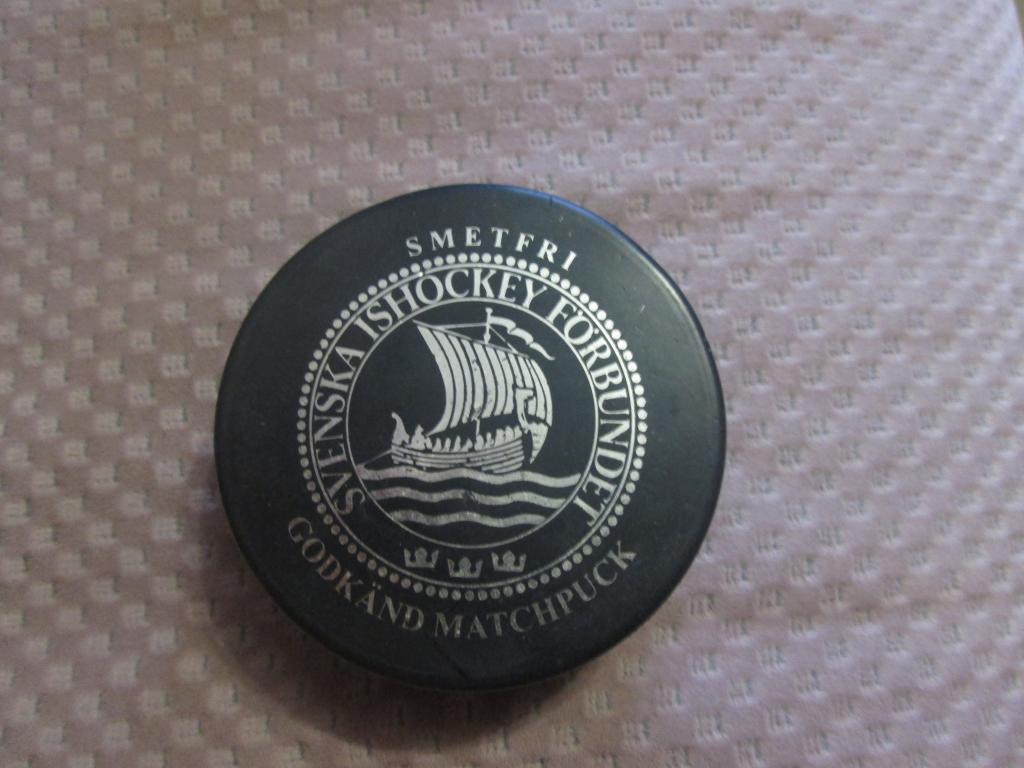 SMETFRI
SVENSKA ISHOCKEY FÖRBUNDET
GODKÄND MATCHPUCK